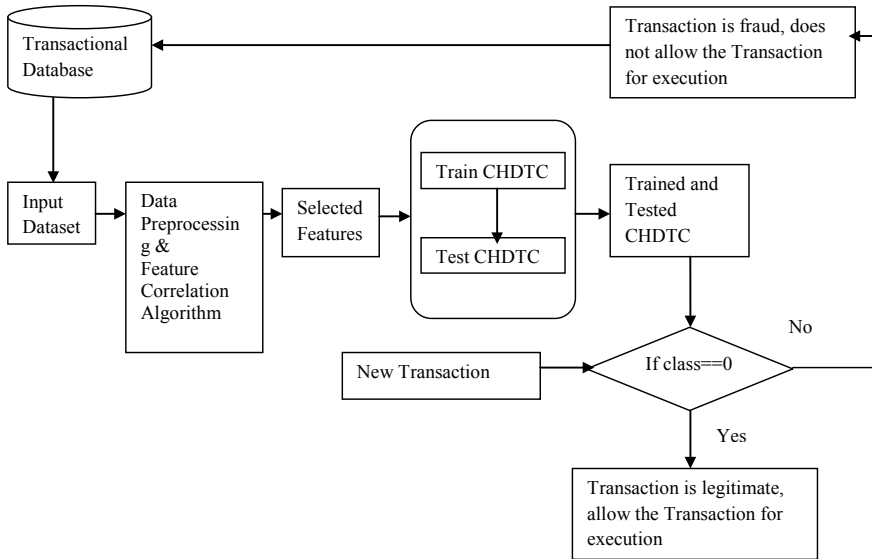 Transactional
Database
Transaction is fraud, does
not allow the Transaction
for execution
Input
Dataset
Data
Preprocessin
g &
Feature
Correlation
Algorithm
Selected
Features
Train CHDTC
Test CHDTC
Trained and
Tested
CHDTC
No
New Transaction
If class==0
Yes
Transaction is legitimate,
allow the Transaction for
execution